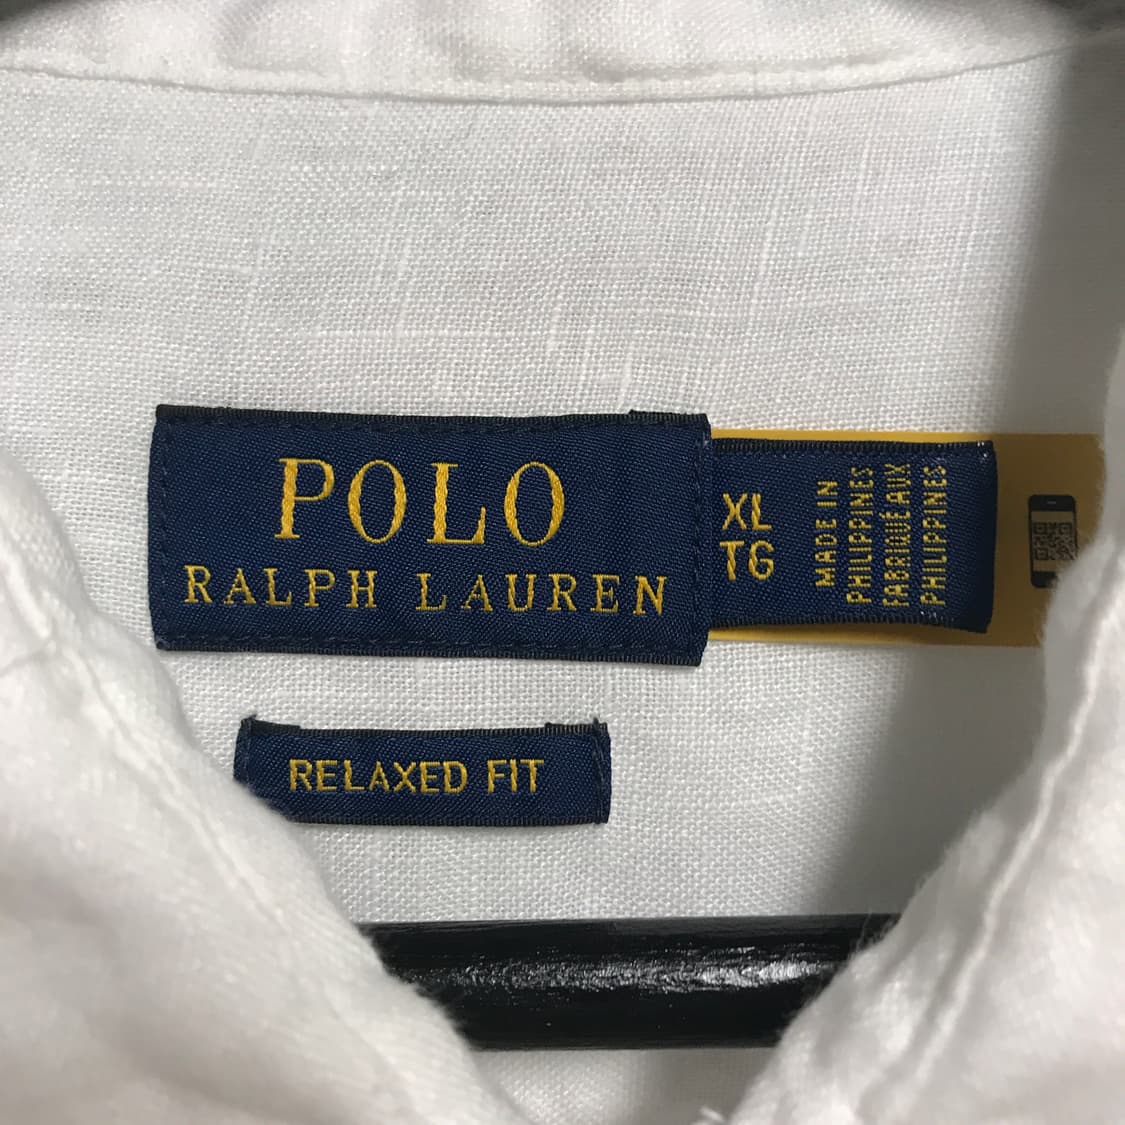 POLO
RALPH LAUREN
XL
TG
MADE IN
PHILIPPINES
FABRIQUÉ AUX
PHILIPPINES
RELAXED FIT